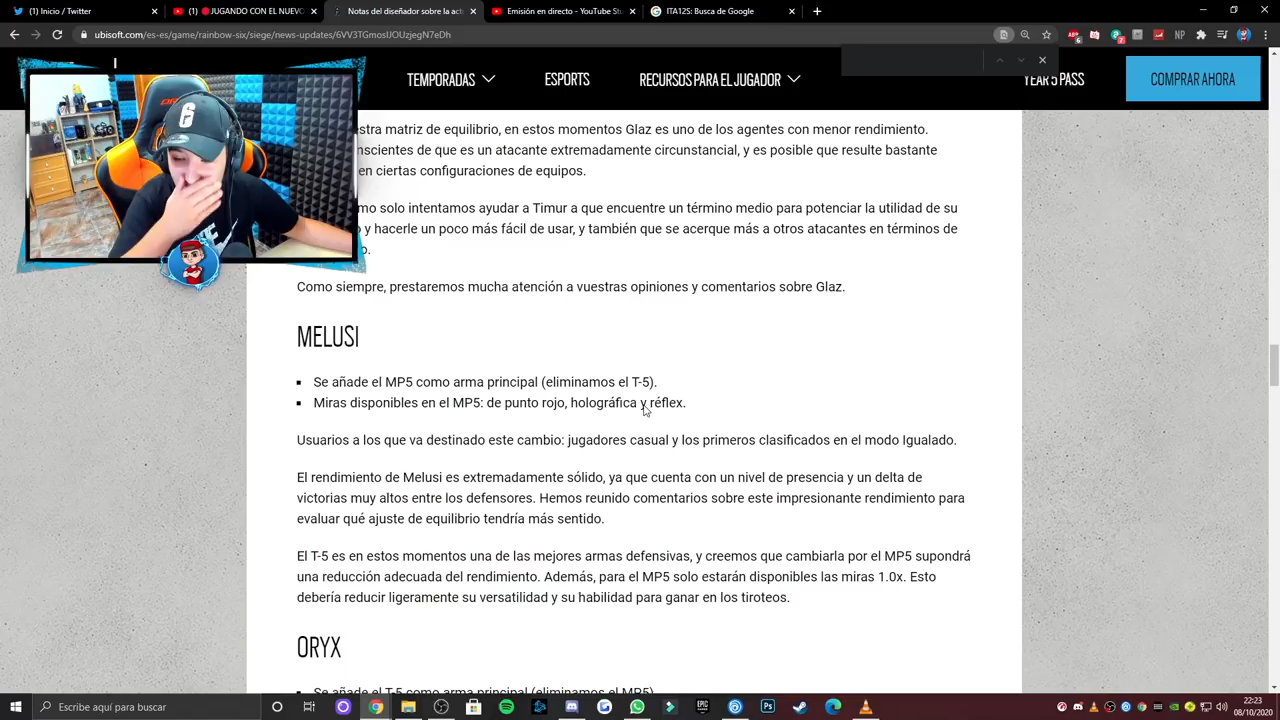 (1) Inicio / Twitter
(1) 🔴 JUGANDO CON EL NUEVO
Notas del diseñador sobre la act
Emisión en directo - YouTube Stu
ITA12S: Busca de Google
ubisoft.com/es-es/game/rainbow-six/siege/news-updates/6VV3TGmosUOUzjegN7eDh
TEMPORADAS
ESPORTS
RECURSOS PARA EL JUGADOR
YEAR 5 PASS
COMPRAR AHORA
stra matriz de equilibrio, en estos momentos Glaz es uno de los agentes con menor rendimiento.
nscientes de que es un atacante extremadamente circunstancial, y es posible que resulte bastante
en ciertas configuraciones de equipos.
mo solo intentamos ayudar a Timur a que encuentre un término medio para potenciar la utilidad de su
o y hacerle un poco más fácil de usar, y también que se acerque más a otros atacantes en términos de
o.
Como siempre, prestaremos mucha atención a vuestras opiniones y comentarios sobre Glaz.
MELUSI
▪ Se añade el MP5 como arma principal (eliminamos el T-5).
▪ Miras disponibles en el MP5: de punto rojo, holográfica y réflex.
Usuarios a los que va destinado este cambio: jugadores casual y los primeros clasificados en el modo Igualado.
El rendimiento de Melusi es extremadamente sólido, ya que cuenta con un nivel de presencia y un delta de
victorias muy altos entre los defensores. Hemos reunido comentarios sobre este impresionante rendimiento para
evaluar qué ajuste de equilibrio tendría más sentido.
El T-5 es en estos momentos una de las mejores armas defensivas, y creemos que cambiarla por el MP5 supondrá
una reducción adecuada del rendimiento. Además, para el MP5 solo estarán disponibles las miras 1.0x. Esto
debería reducir ligeramente su versatilidad y su habilidad para ganar en los tiroteos.
ORYX
▪ Se añade el T-5 como arma principal (eliminamos el MP5).
Escribe aquí para buscar
22:23
08/10/2020